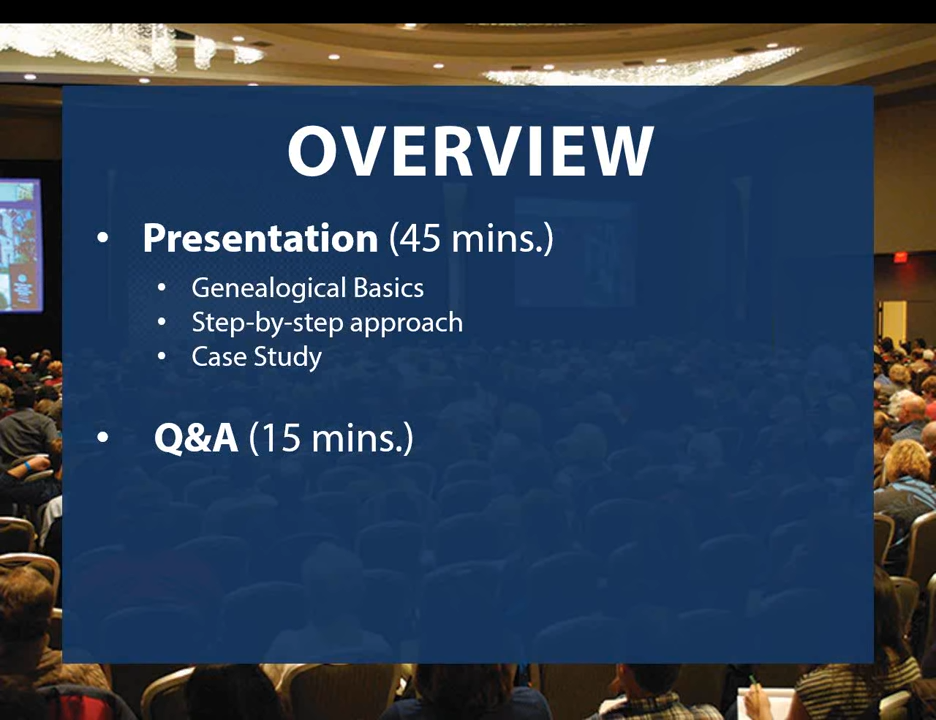 OVERVIEW
• Presentation (45 mins.)
• Genealogical Basics
• Step-by-step approach
• Case Study
• Q&A (15 mins.)